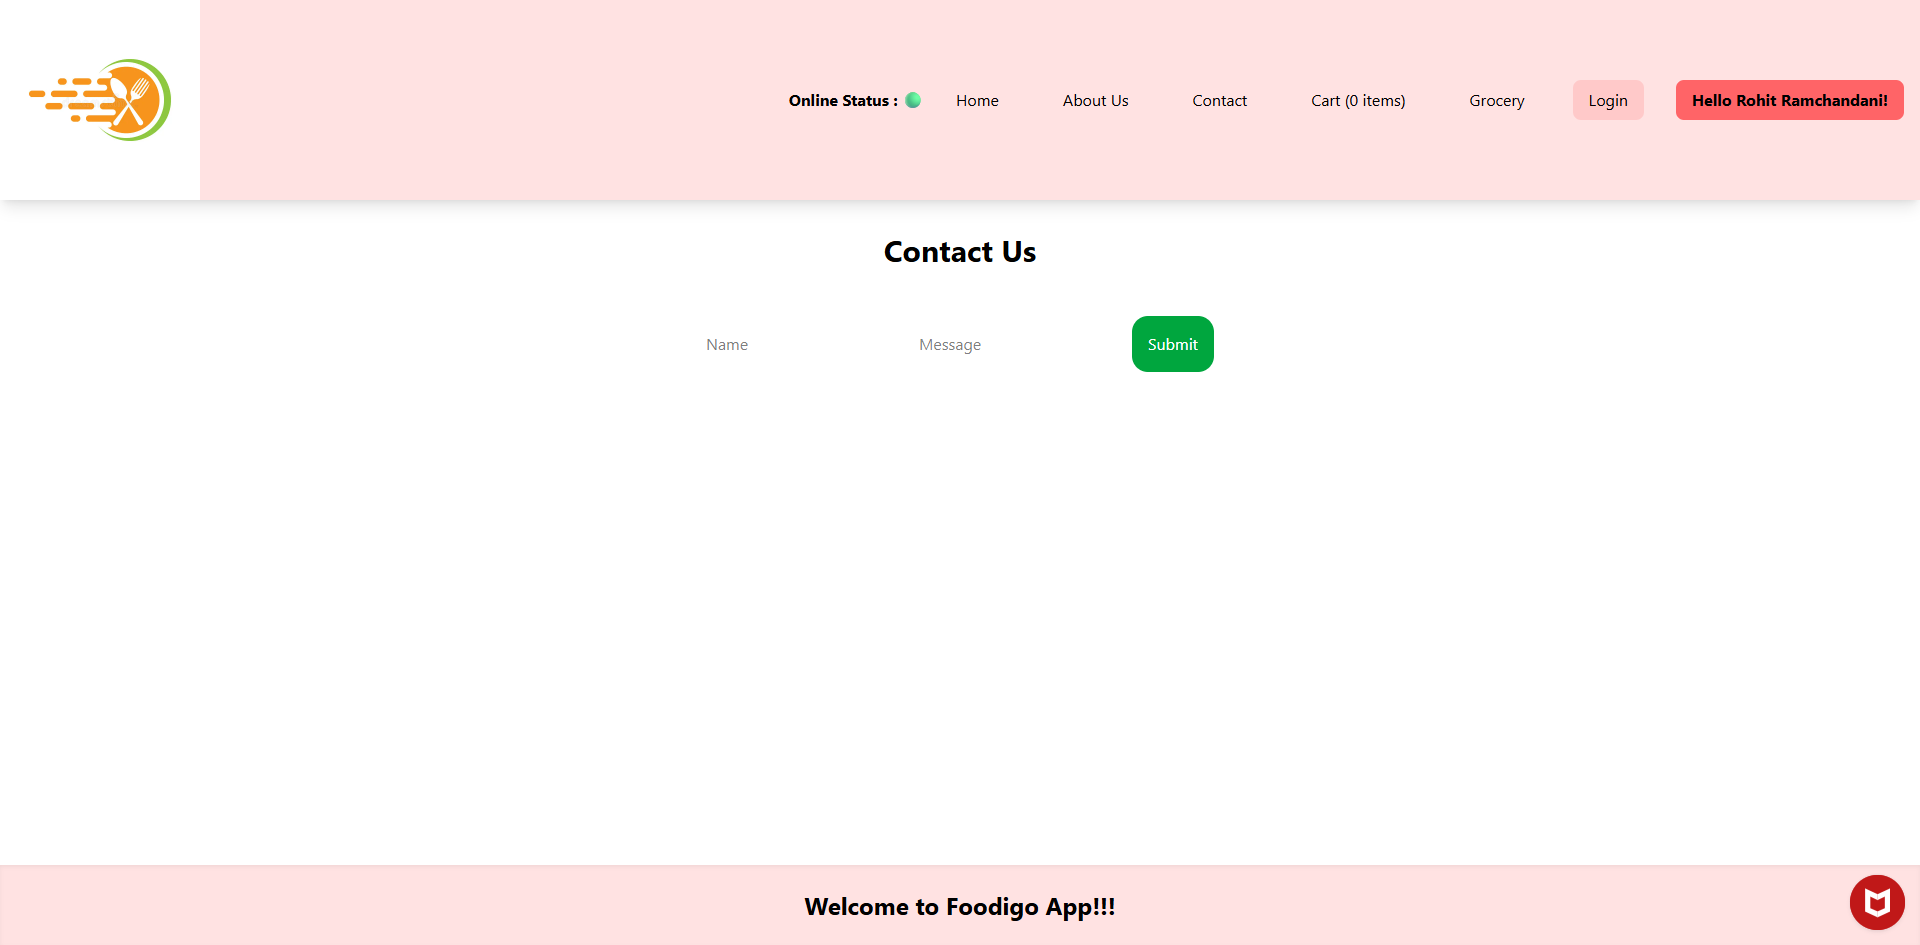 Online Status : Home About Us Contact Cart (0 items) Grocery Login Hello Rohit Ramchandani!
Contact Us
Name Message Submit
Welcome to Foodigo App!!!